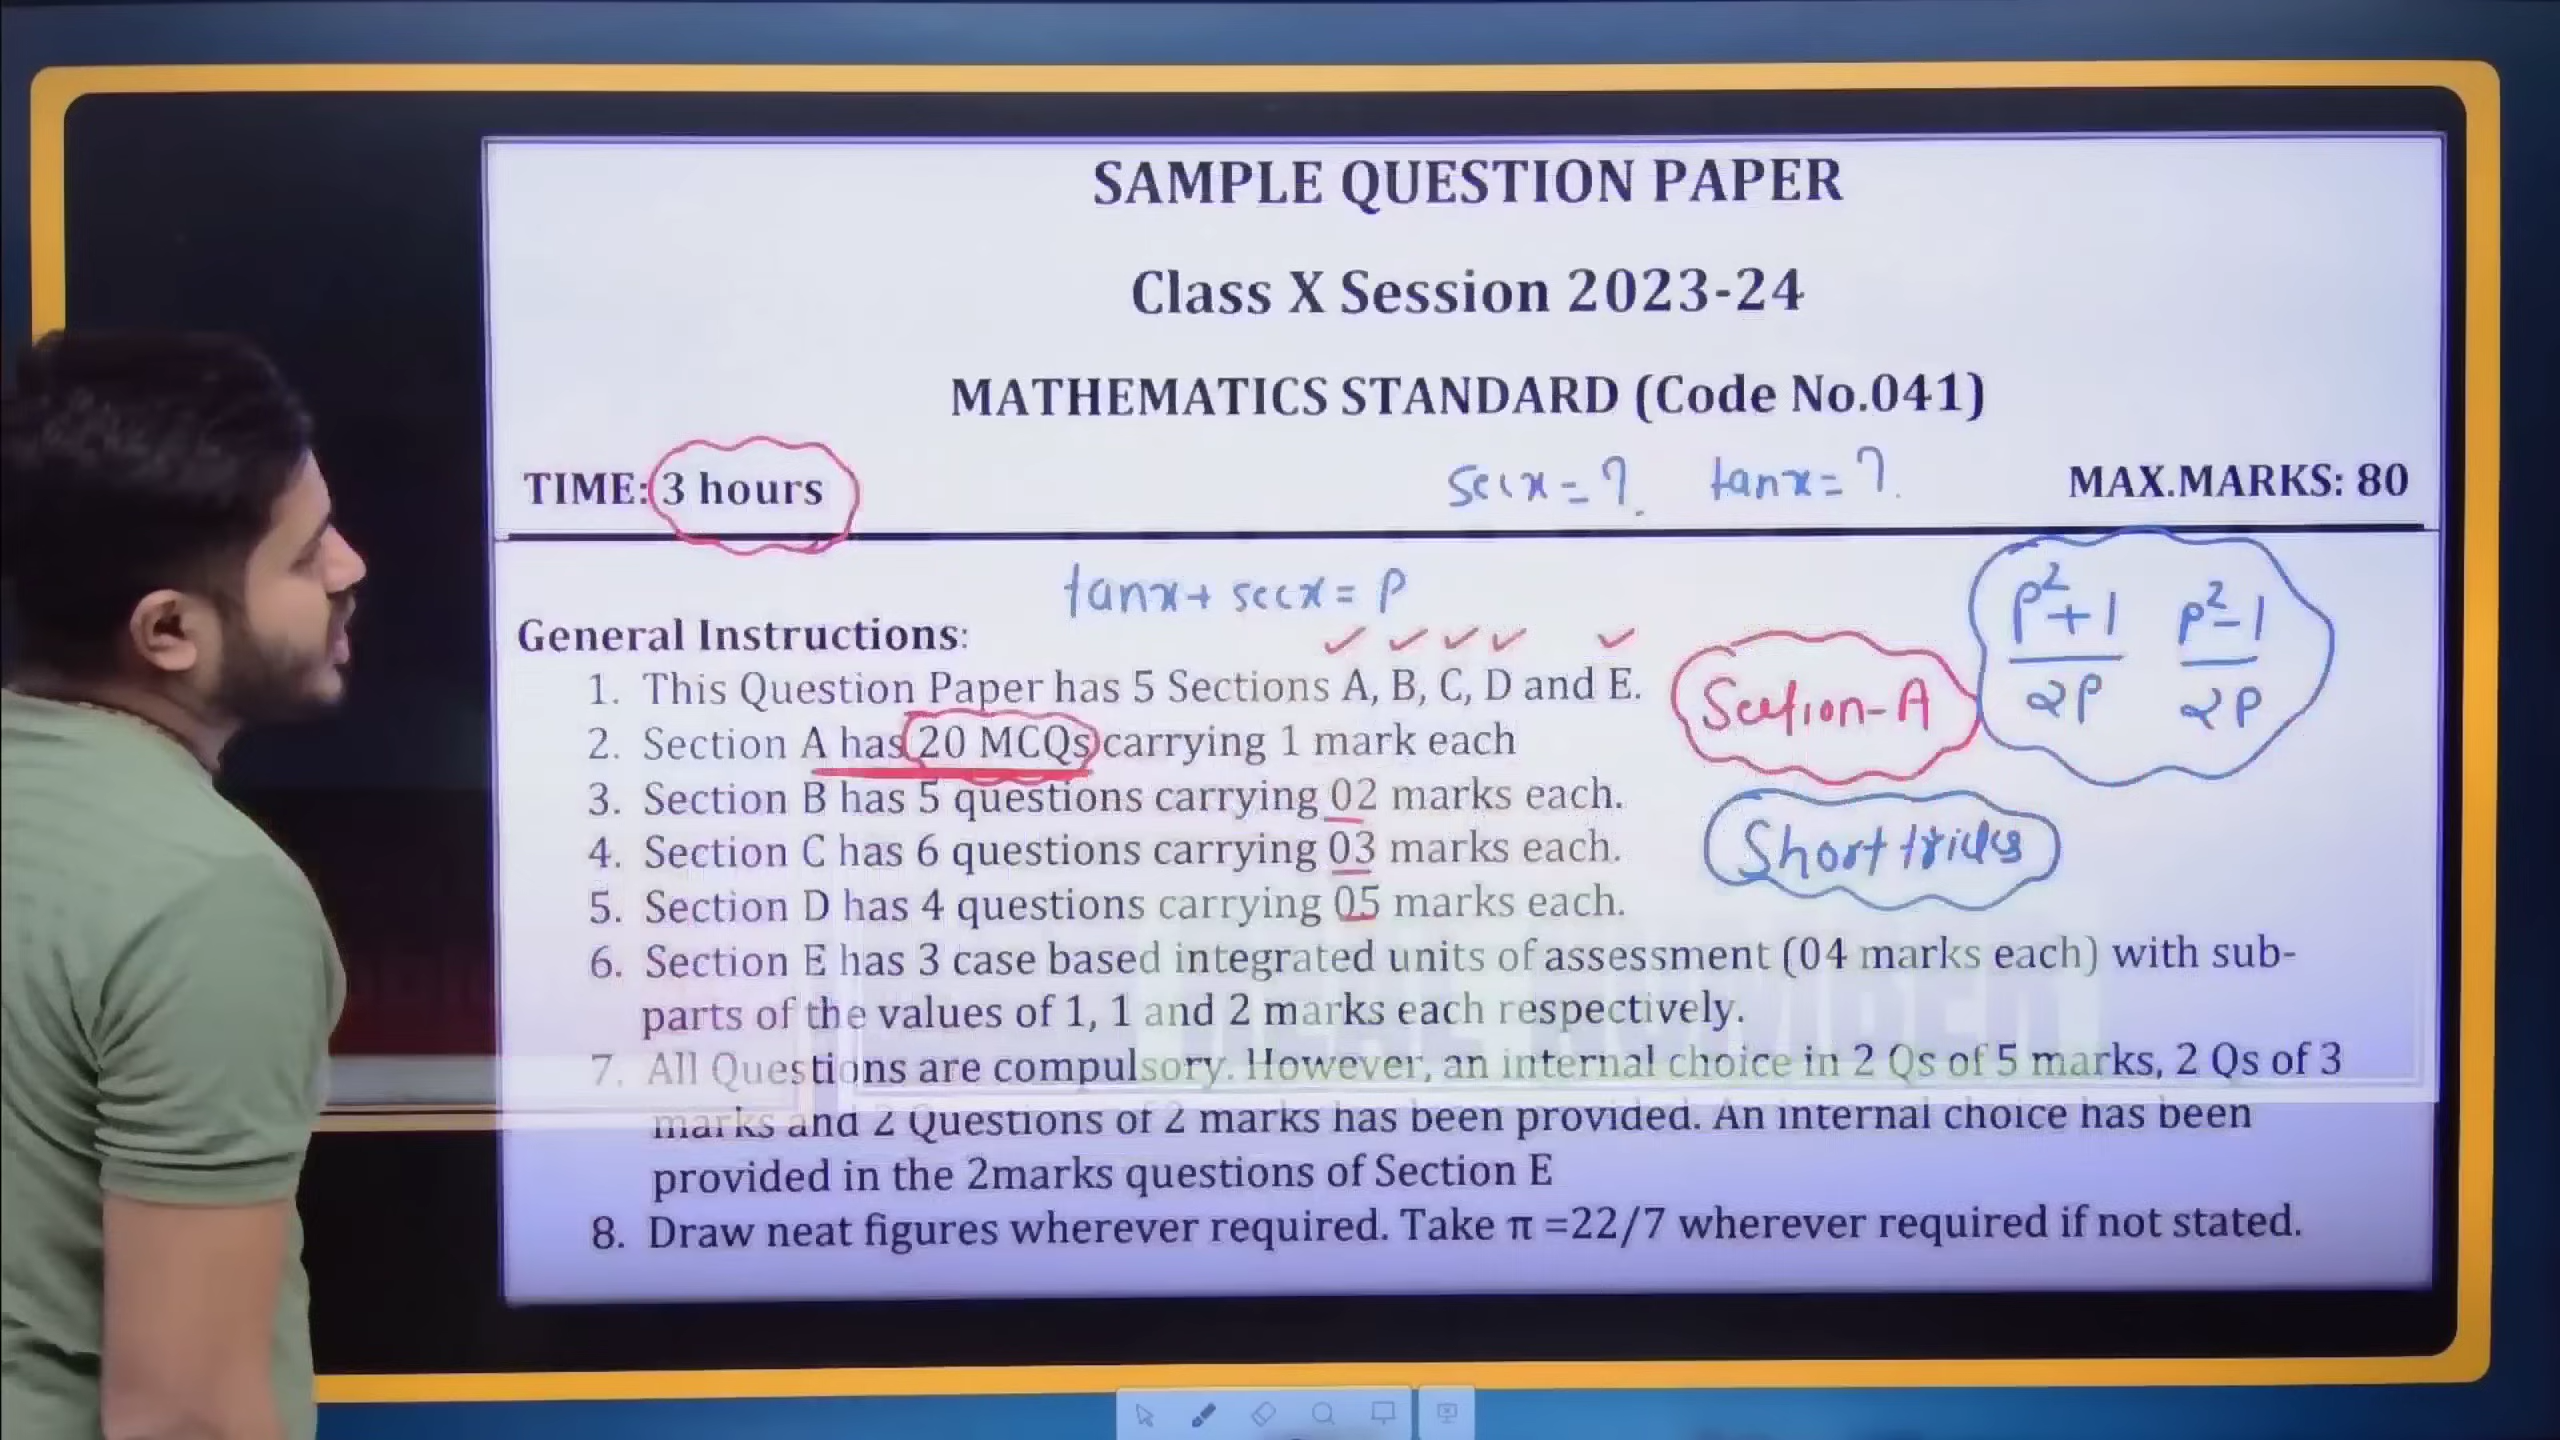 SAMPLE QUESTION PAPER
Class X Session 2023-24
MATHEMATICS STANDARD (Code No.041)
TIME: 3 hours
secx = ? tanx = ?
MAX.MARKS: 80
tanx + secx = P
P²+1 / 2P P²-1 / 2P
General Instructions:
1. This Question Paper has 5 Sections A, B, C, D and E.
Section-A
2. Section A has 20 MCQs carrying 1 mark each
3. Section B has 5 questions carrying 02 marks each.
4. Section C has 6 questions carrying 03 marks each.
Short tricks
5. Section D has 4 questions carrying 05 marks each.
6. Section E has 3 case based integrated units of assessment (04 marks each) with sub-
parts of the values of 1, 1 and 2 marks each respectively.
7. All Questions are compulsory. However, an internal choice in 2 Qs of 5 marks, 2 Qs of 3
marks and 2 Questions of 2 marks has been provided. An internal choice has been
provided in the 2marks questions of Section E
8. Draw neat figures wherever required. Take π =22/7 wherever required if not stated.